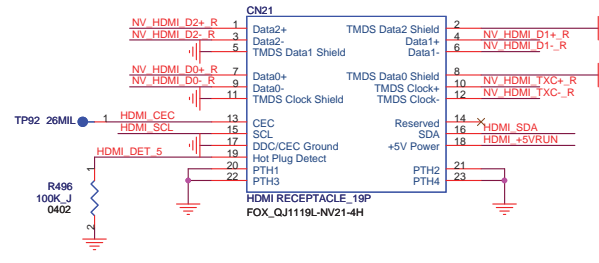 CN21
NV_HDMI_D2+_R 1 Data2+ TMDS Data2 Shield 2
NV_HDMI_D2-_R 3 Data2- Data1+ 4 NV_HDMI_D1+_R
5 TMDS Data1 Shield Data1- 6 NV_HDMI_D1-_R
NV_HDMI_D0+_R 7 Data0+ TMDS Data0 Shield 8
NV_HDMI_D0-_R 9 Data0- TMDS Clock+ 10 NV_HDMI_TXC+_R
11 TMDS Clock Shield TMDS Clock- 12 NV_HDMI_TXC-_R
TP92 26MIL 1 HDMI_CEC 13 CEC Reserved 14
HDMI_SCL 15 SCL SDA 16 HDMI_SDA
17 DDC/CEC Ground +5V Power 18 HDMI_+5VRUN
HDMI_DET_5 19 Hot Plug Detect
20 PTH1 PTH2 21
22 PTH3 PTH4 23
HDMI RECEPTACLE_19P
FOX_QJ1119L-NV21-4H
1
R496
100K_J
0402
2